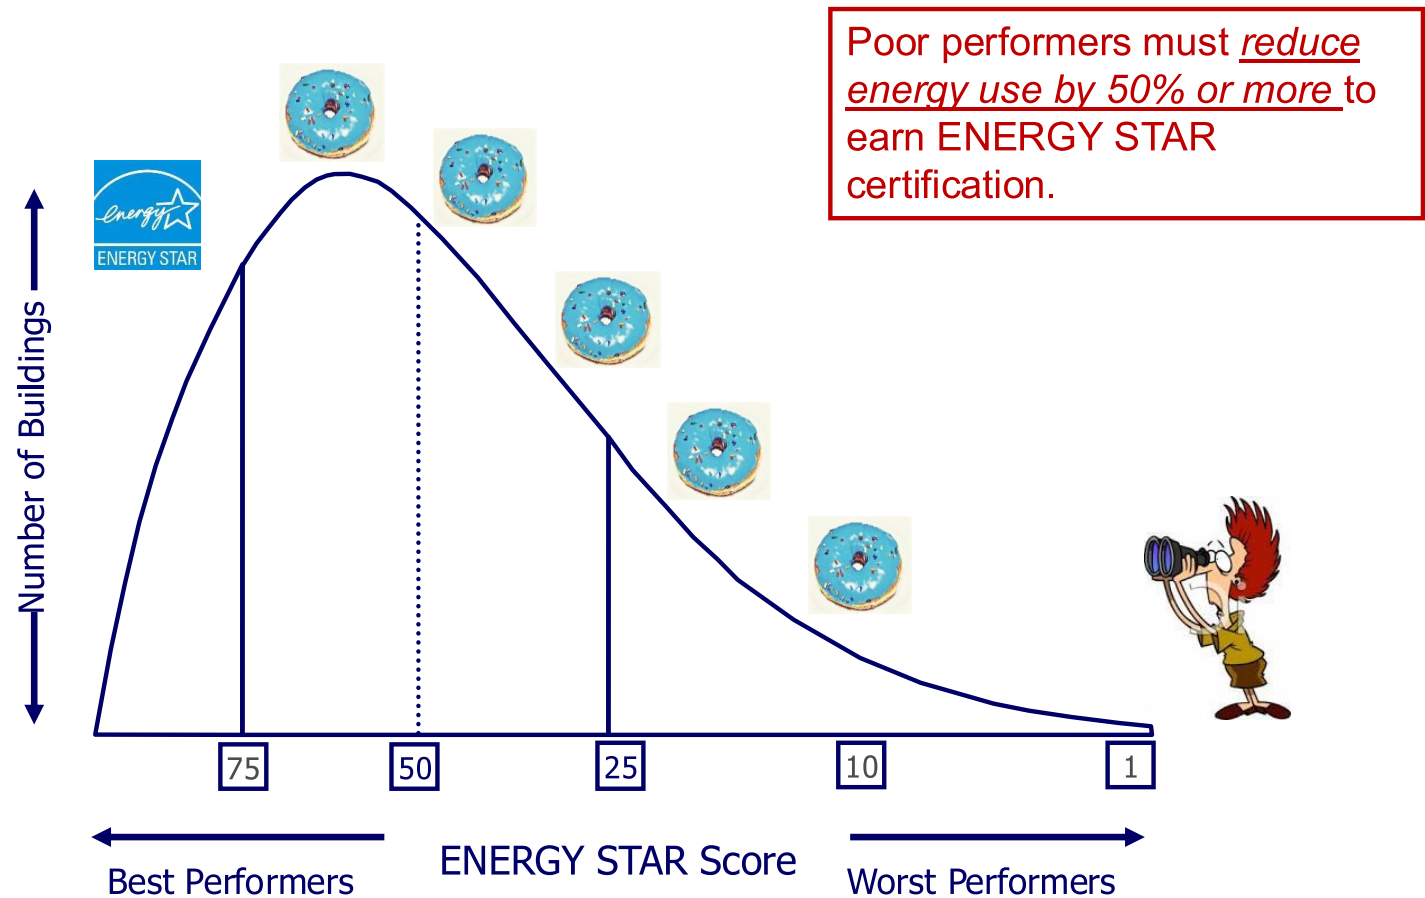 Poor performers must reduce
energy use by 50% or more to
earn ENERGY STAR
certification.
energy
ENERGY STAR
Number of Buildings
75
50
25
10
1
ENERGY STAR Score
Best Performers
Worst Performers